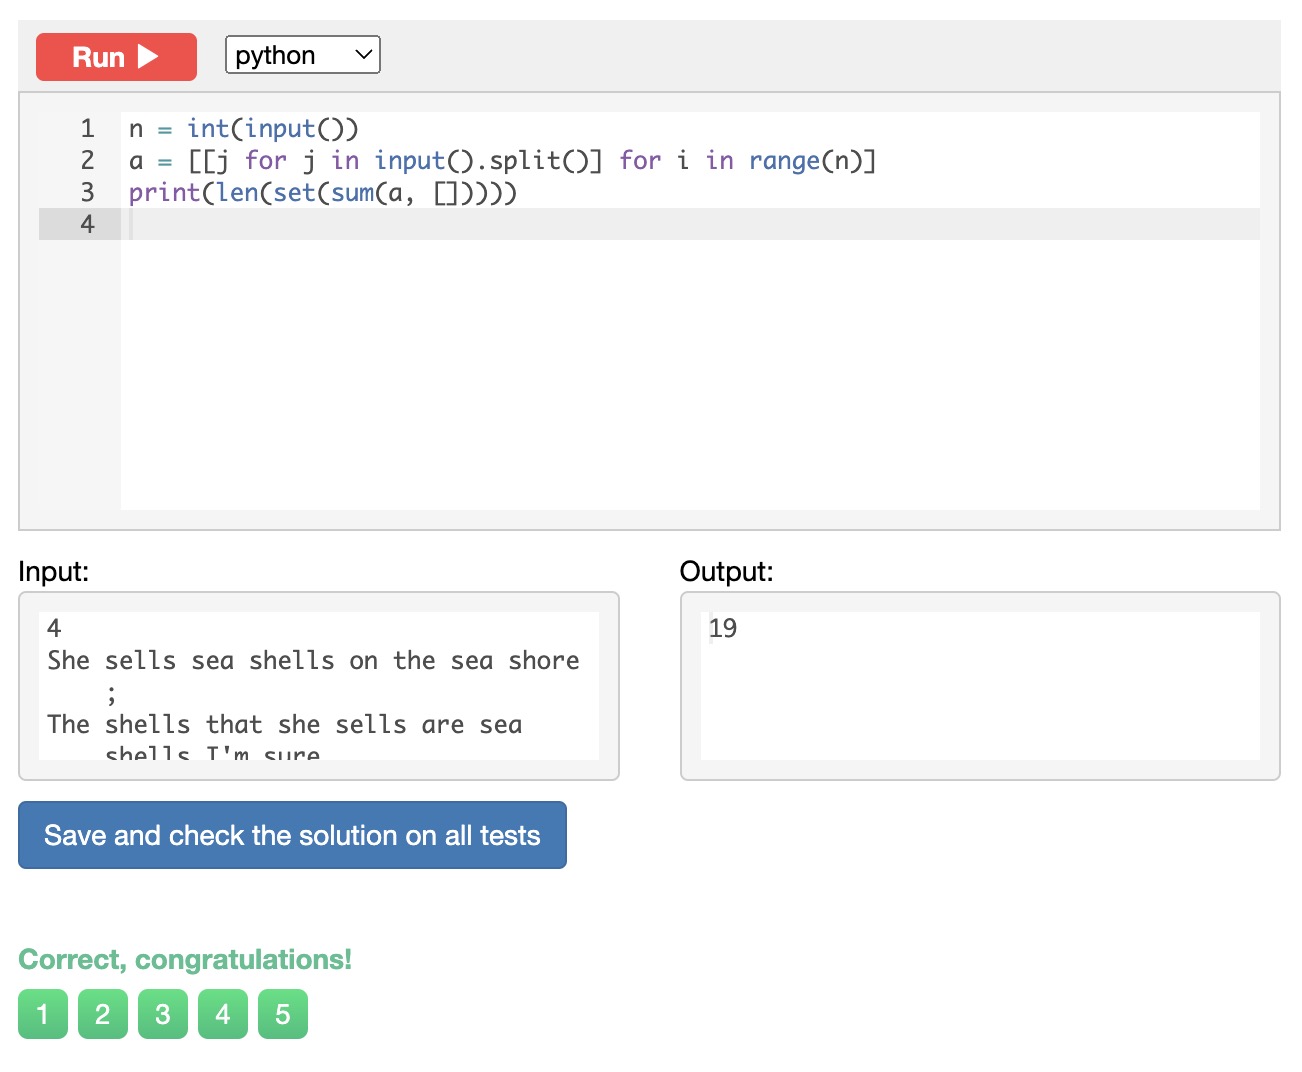 Run
python
1 n = int(input())
2 a = [[j for j in input().split()] for i in range(n)]
3 print(len(set(sum(a, []))))
4
Input:
Output:
4
She sells sea shells on the sea shore
;
The shells that she sells are sea
shells I'm sure
19
Save and check the solution on all tests
Correct, congratulations!
1 2 3 4 5